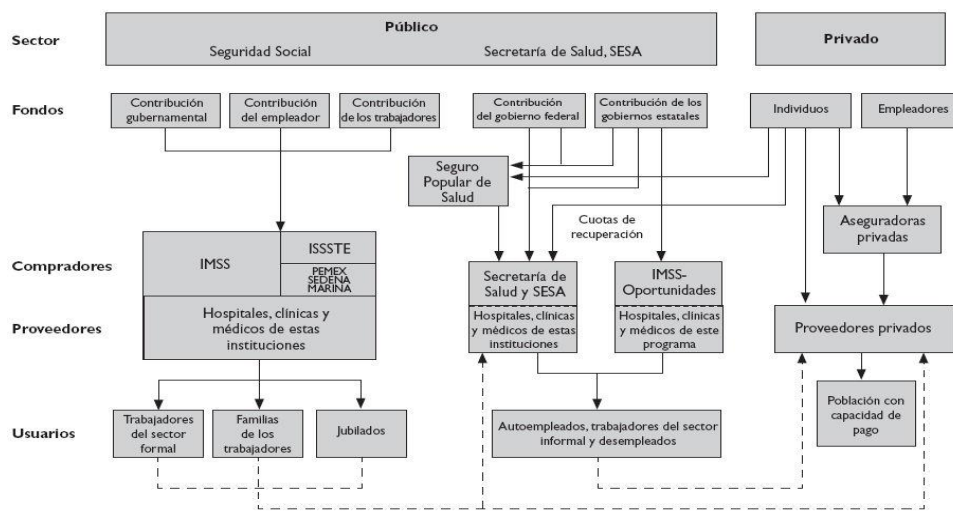 Sector
Público
Seguridad Social
Secretaría de Salud, SESA
Privado
Fondos
Contribución
gubernamental
Contribución
del empleador
Contribución
de los trabajadores
Contribución
del gobierno federal
Contribución de los
gobiernos estatales
Individuos
Empleadores
Seguro
Popular de
Salud
Cuotas de
recuperación
Aseguradoras
privadas
Compradores
IMSS
ISSSTE
PEMEX
SEDENA
MARINA
Secretaría de
Salud y SESA
IMSS-
Oportunidades
Proveedores
Hospitales, clínicas y
médicos de estas
instituciones
Hospitales, clínicas
y médicos de estas
instituciones
Hospitales, clínicas
y médicos de este
programa
Proveedores privados
Usuarios
Trabajadores
del sector
formal
Familias
de los
trabajadores
Jubilados
Autoempleados, trabajadores del sector
informal y desempleados
Población con
capacidad de
pago